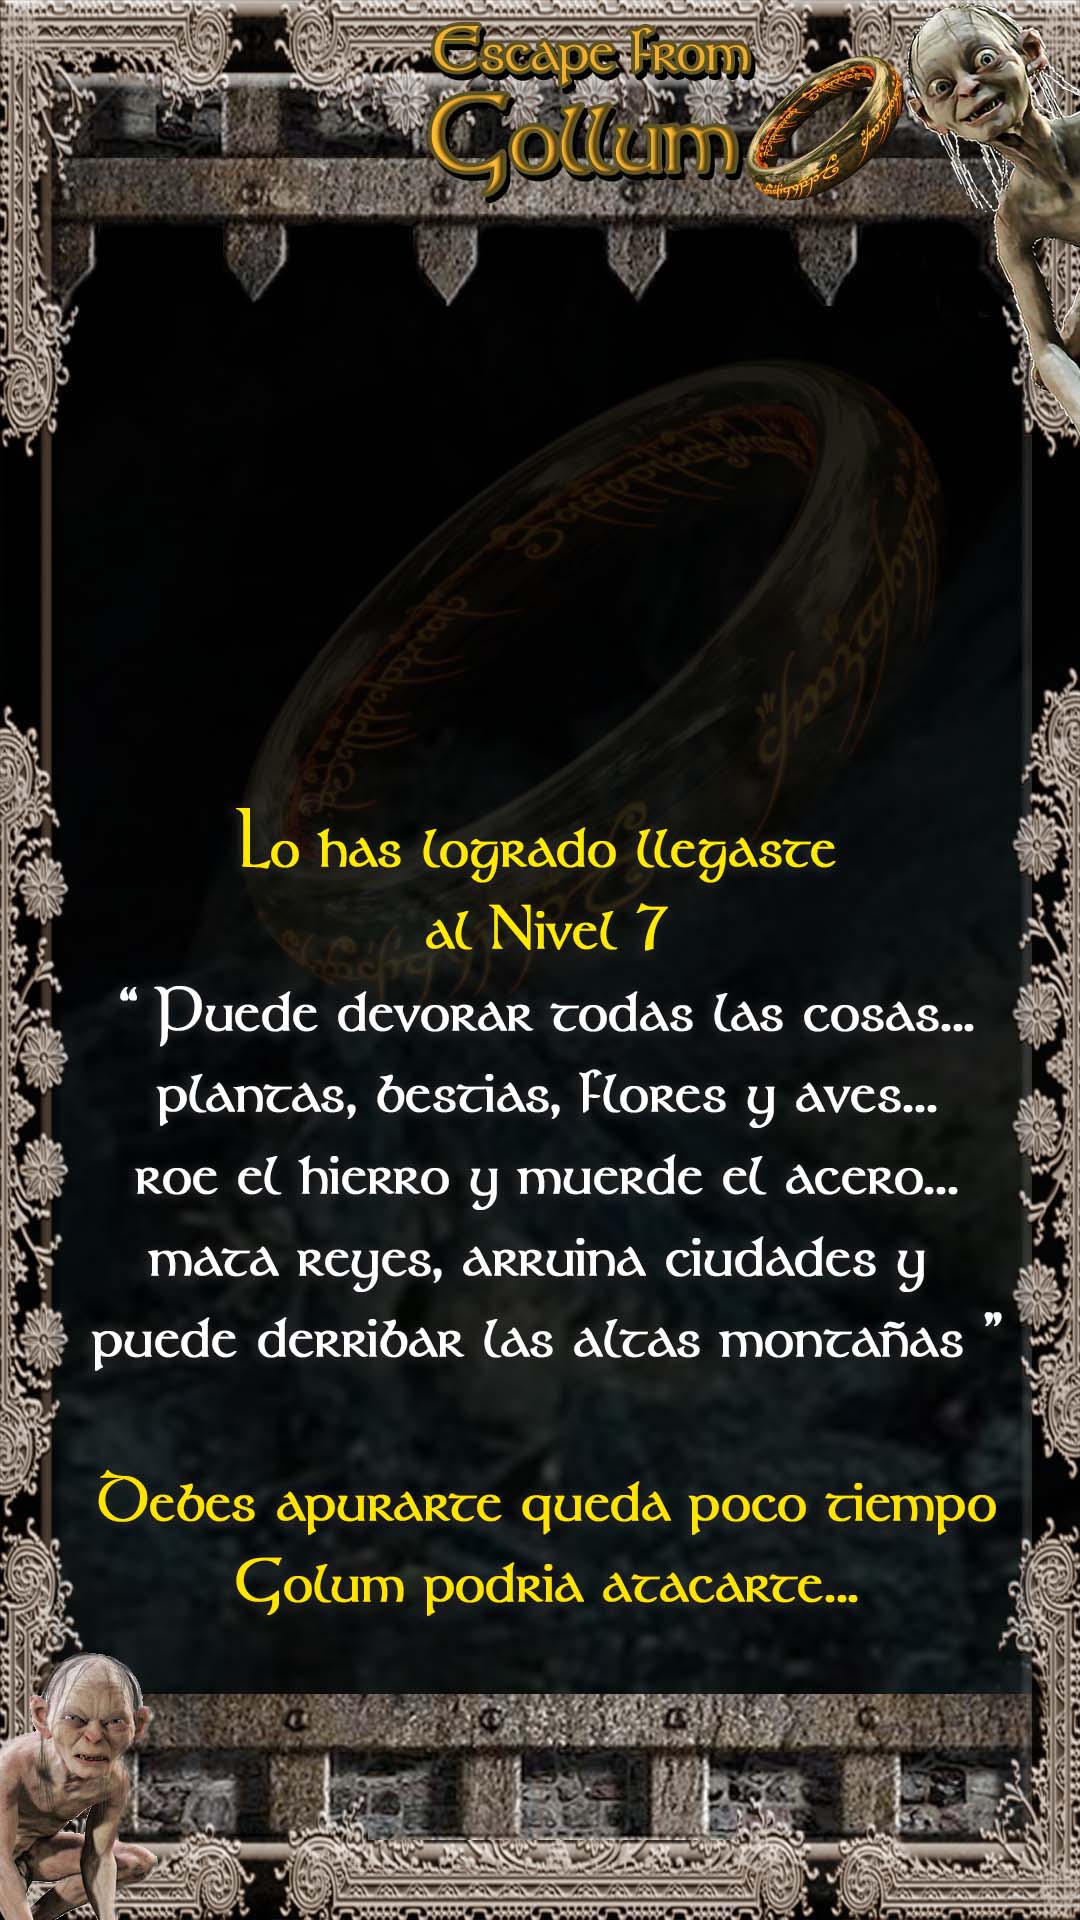 Escape from
Gollum
Lo has logrado llegaste
al Nivel 7
“ Puede devorar todas las cosas...
plantas, bestias, flores y aves...
roe el hierro y muerde el acero...
mata reyes, arruina ciudades y
puede derribar las altas montañas ”
Debes apurarte queda poco tiempo
Golum podria atacarte...